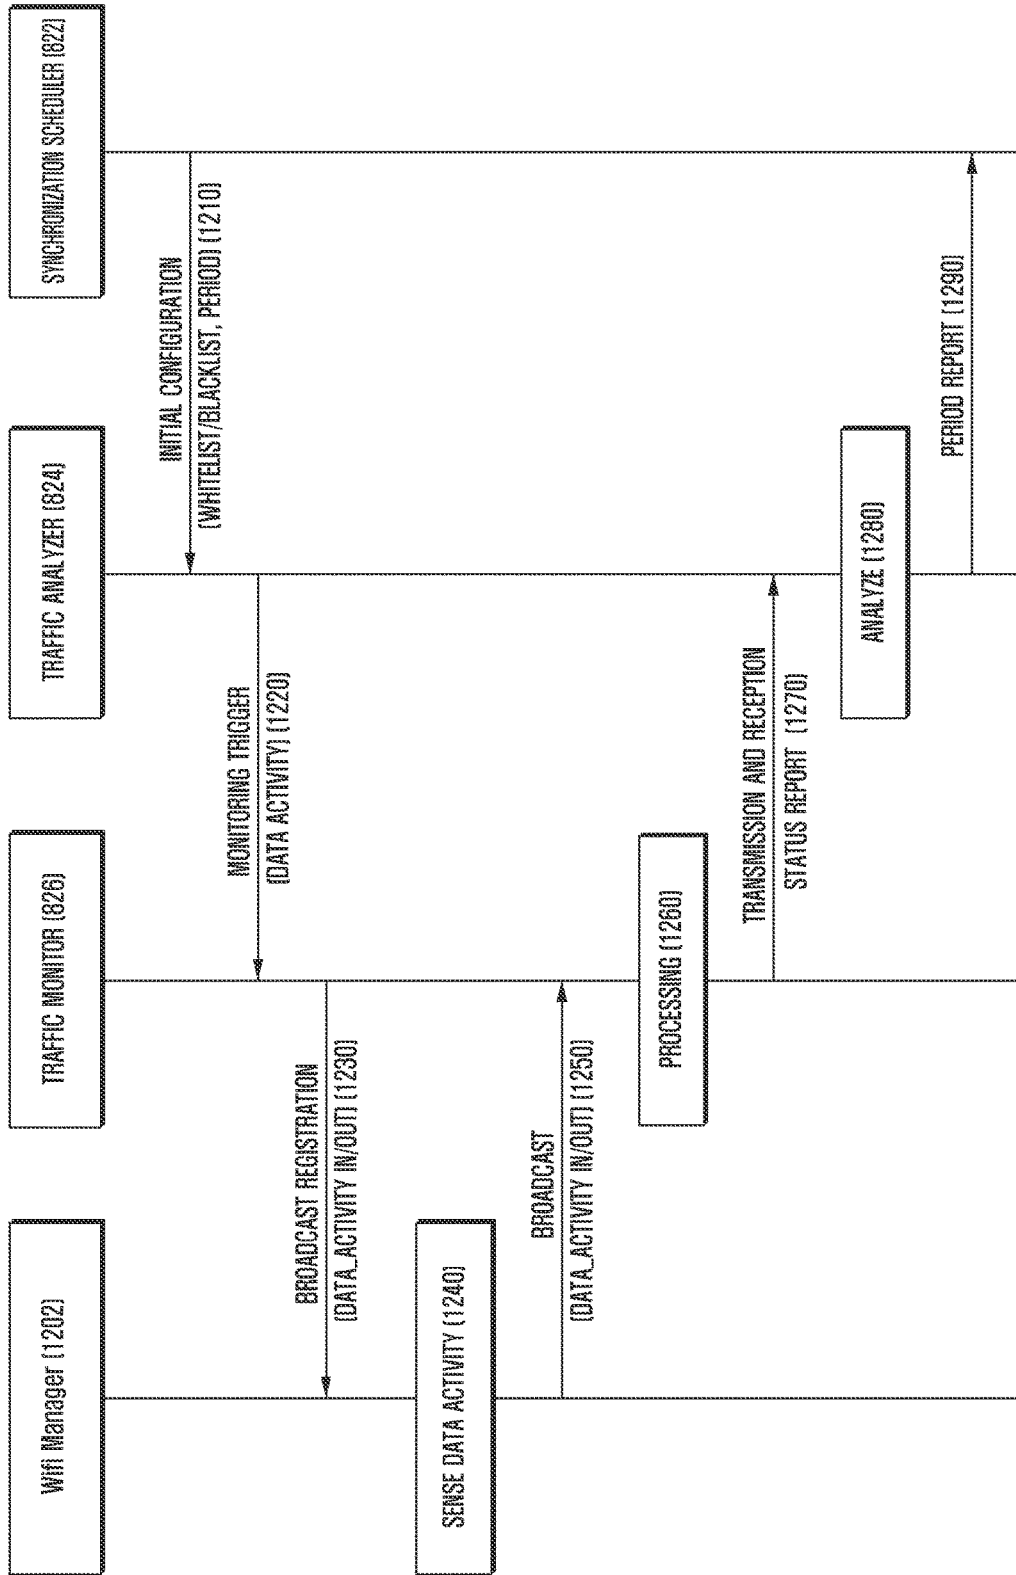 Wifi Manager (1202)
TRAFFIC MONITOR (826)
TRAFFIC ANALYZER (824)
SYNCHRONIZATION SCHEDULER (822)
INITIAL CONFIGURATION
(WHITELIST/BLACKLIST, PERIOD) (1210)
MONITORING TRIGGER
(DATA ACTIVITY) (1220)
BROADCAST REGISTRATION
(DATA_ACTIVITY IN/OUT) (1230)
SENSE DATA ACTIVITY (1240)
BROADCAST
(DATA_ACTIVITY IN/OUT) (1250)
PROCESSING (1260)
TRANSMISSION AND RECEPTION
STATUS REPORT (1270)
ANALYZE (1280)
PERIOD REPORT (1290)